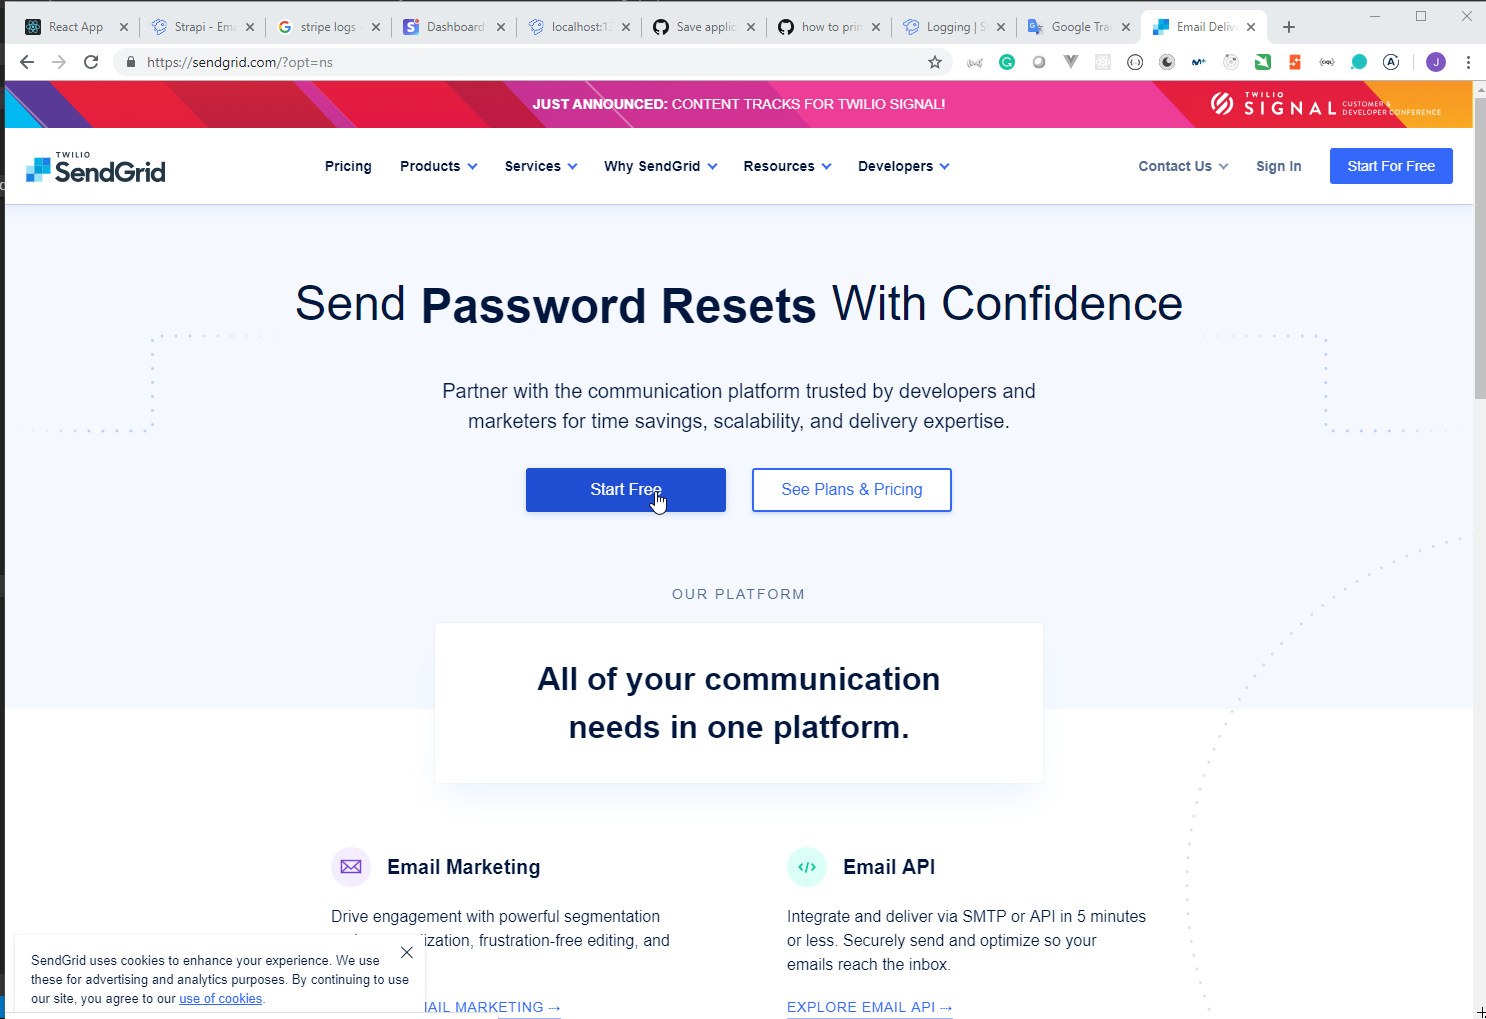 React App
Strapi - Ema
stripe logs -
Dashboard
localhost:13
Save applic
how to prin
Logging | S
Google Tra
Email Delive
https://sendgrid.com/?opt=ns
J
JUST ANNOUNCED: CONTENT TRACKS FOR TWILIO SIGNAL!
TWILIO
SIGNAL
CUSTOMER &
DEVELOPER CONFERENCE
TWILIO
SendGrid
Pricing
Products
Services
Why SendGrid
Resources
Developers
Contact Us
Sign In
Start For Free
Send Password Resets With Confidence
Partner with the communication platform trusted by developers and
marketers for time savings, scalability, and delivery expertise.
Start Free
See Plans & Pricing
OUR PLATFORM
All of your communication
needs in one platform.
Email Marketing
Drive engagement with powerful segmentation
ization, frustration-free editing, and
AIL MARKETING →
Email API
Integrate and deliver via SMTP or API in 5 minutes
or less. Securely send and optimize so your
emails reach the inbox.
EXPLORE EMAIL API →
SendGrid uses cookies to enhance your experience. We use
these for advertising and analytics purposes. By continuing to use
our site, you agree to our use of cookies.